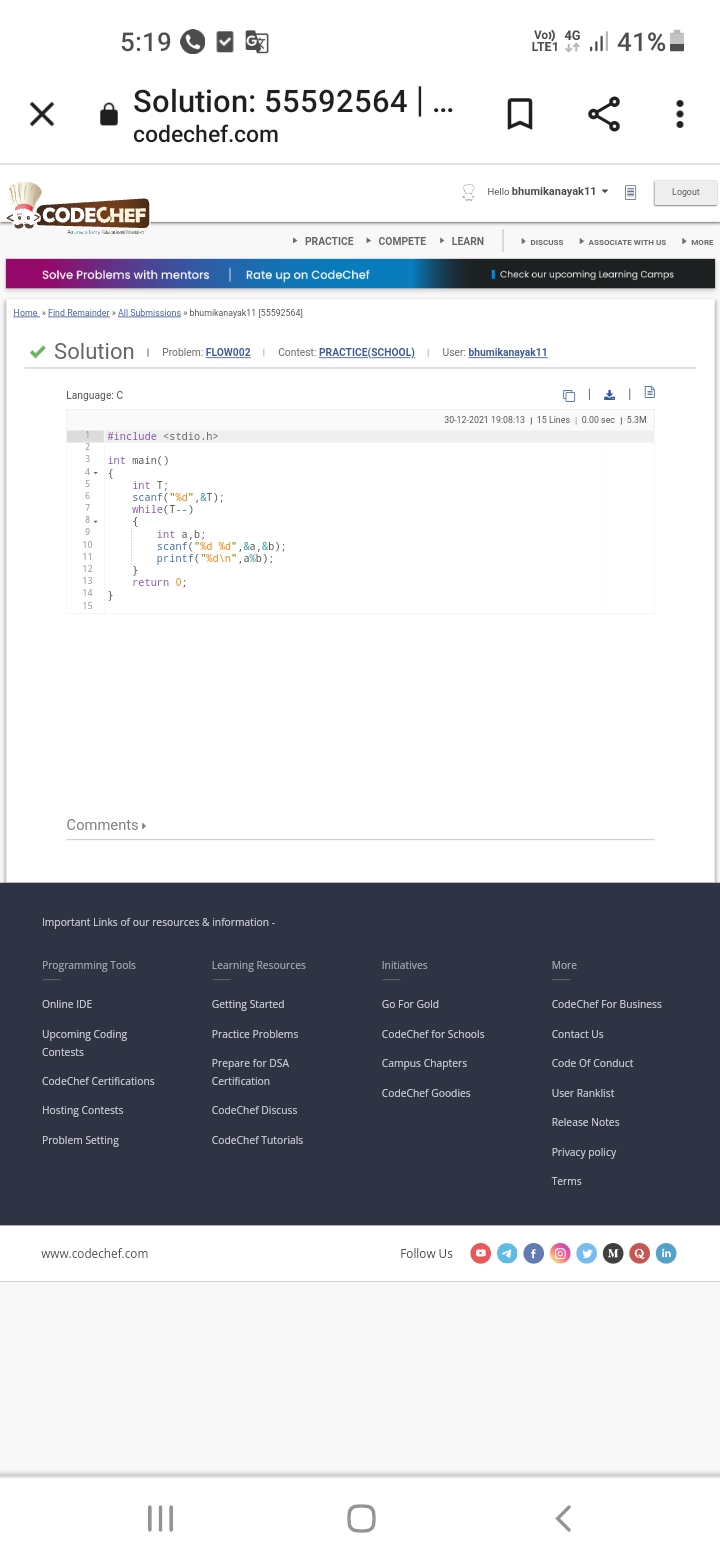 5:19 Vo) 4G LTE1 41%
Solution: 55592564 | ...
codechef.com
CODECHEF
Hello bhumikanayak11
Logout
PRACTICE COMPETE LEARN DISCUSS ASSOCIATE WITH US MORE
Solve Problems with mentors | Rate up on CodeChef Check our upcoming Learning Camps
Home » Find Remainder » All Submissions » bhumikanayak11 [55592564]
Solution | Problem: FLOW002 | Contest: PRACTICE(SCHOOL) | User: bhumikanayak11
Language: C
30-12-2021 19:08:13 | 15 Lines | 0.00 sec | 5.3M
1 #include <stdio.h>
2
3 int main()
4 {
5 int T;
6 scanf("%d",&T);
7 while(T--)
8 {
9 int a,b;
10 scanf("%d %d",&a,&b);
11 printf("%d\n",a%b);
12 }
13 return 0;
14 }
15
Comments
Important Links of our resources & information -
Programming Tools
Online IDE
Upcoming Coding
Contests
CodeChef Certifications
Hosting Contests
Problem Setting
Learning Resources
Getting Started
Practice Problems
Prepare for DSA
Certification
CodeChef Discuss
CodeChef Tutorials
Initiatives
Go For Gold
CodeChef for Schools
Campus Chapters
CodeChef Goodies
More
CodeChef For Business
Contact Us
Code Of Conduct
User Ranklist
Release Notes
Privacy policy
Terms
www.codechef.com
Follow Us